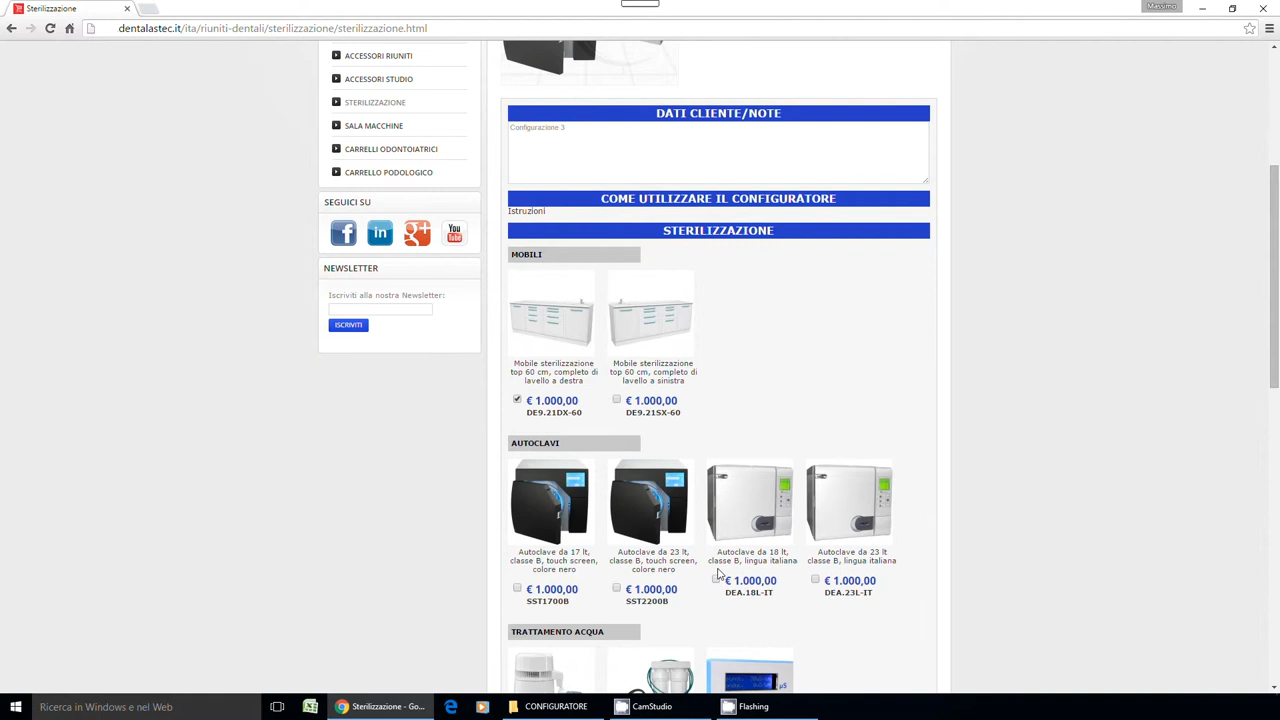 Sterilizzazione
Massimo
dentalastec.it/ita/riuniti-dentali/sterilizzazione/sterilizzazione.html
ACCESSORI RIUNITI
ACCESSORI STUDIO
STERILIZZAZIONE
SALA MACCHINE
CARRELLI ODONTOIATRICI
CARRELLO PODOLOGICO
SEGUICI SU
You
Tube
NEWSLETTER
Iscriviti alla nostra Newsletter:
ISCRIVITI
DATI CLIENTE/NOTE
Configurazione 3
COME UTILIZZARE IL CONFIGURATORE
Istruzioni
STERILIZZAZIONE
MOBILI
Mobile sterilizzazione
top 60 cm, completo di
lavello a destra
€ 1.000,00
DE9.21DX-60
Mobile sterilizzazione
top 60 cm, completo di
lavello a sinistra
€ 1.000,00
DE9.21SX-60
AUTOCLAVI
Autoclave da 17 lt,
classe B, touch screen,
colore nero
€ 1.000,00
SST1700B
Autoclave da 23 lt,
classe B, touch screen,
colore nero
€ 1.000,00
SST2200B
Autoclave da 18 lt,
classe B, lingua italiana
€ 1.000,00
DEA.18L-IT
Autoclave da 23 lt
classe B, lingua italiana
€ 1.000,00
DEA.23L-IT
TRATTAMENTO ACQUA
µS
Ricerca in Windows e nel Web
Sterilizzazione - Go...
CONFIGURATORE
CamStudio
Flashing